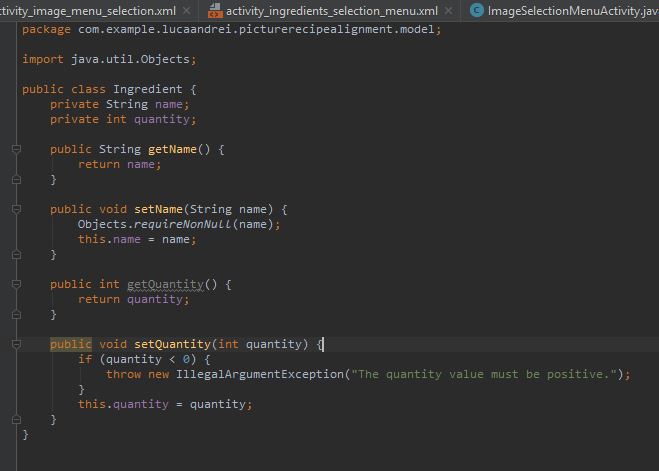 ctivity_image_menu_selection.xml activity_ingredients_selection_menu.xml ImageSelectionMenuActivity.java
package com.example.lucaandrei.picturerecipealignment.model;
import java.util.Objects;
public class Ingredient {
private String name;
private int quantity;
public String getName() {
return name;
}
public void setName(String name) {
Objects.requireNonNull(name);
this.name = name;
}
public int getQuantity() {
return quantity;
}
public void setQuantity(int quantity) {
if (quantity < 0) {
throw new IllegalArgumentException("The quantity value must be positive.");
}
this.quantity = quantity;
}
}